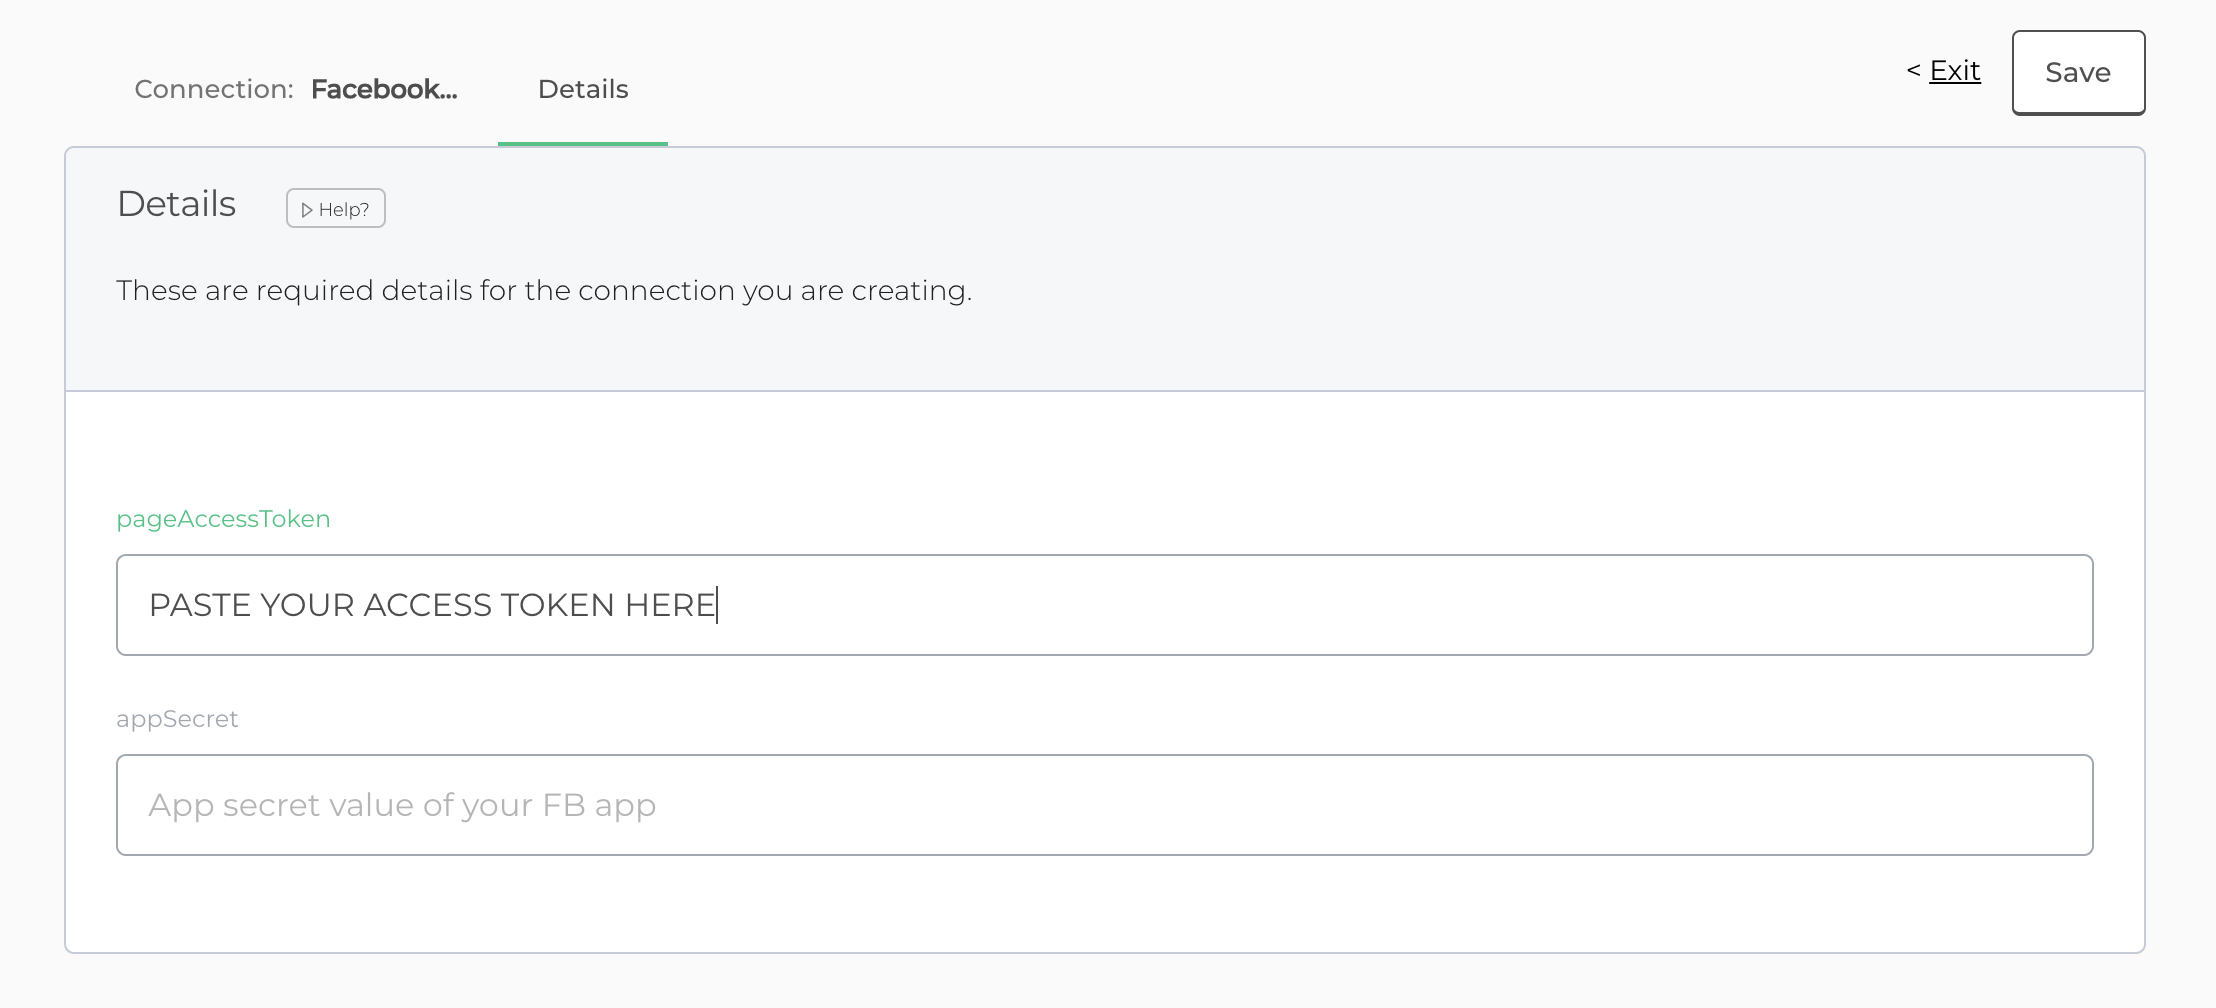 Connection: Facebook... Details < Exit Save
Details Help?
These are required details for the connection you are creating.
pageAccessToken
PASTE YOUR ACCESS TOKEN HERE
appSecret
App secret value of your FB app